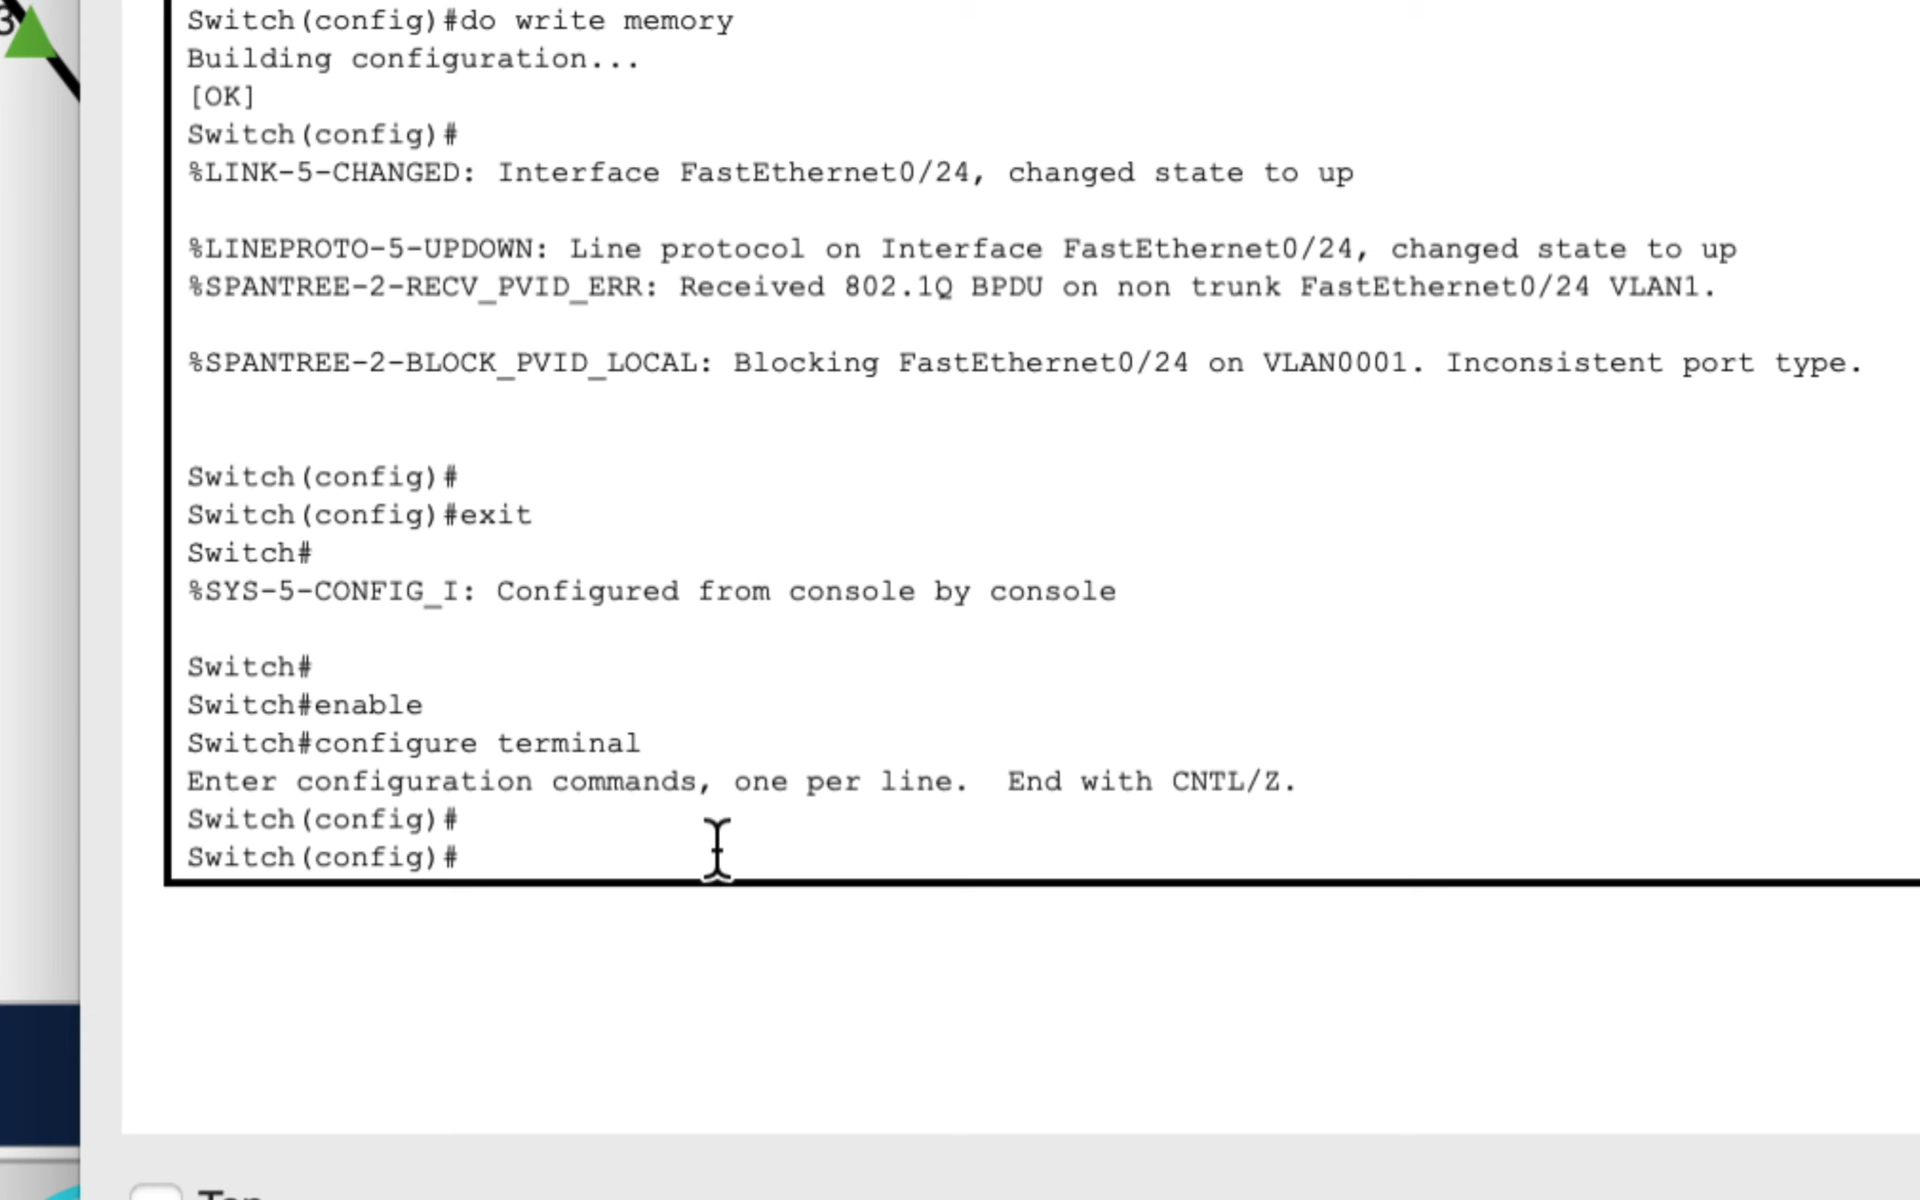 3
Switch(config)#do write memory
Building configuration...
[OK]
Switch(config)#
%LINK-5-CHANGED: Interface FastEthernet0/24, changed state to up
%LINEPROTO-5-UPDOWN: Line protocol on Interface FastEthernet0/24, changed state to up
%SPANTREE-2-RECV_PVID_ERR: Received 802.1Q BPDU on non trunk FastEthernet0/24 VLAN1.
%SPANTREE-2-BLOCK_PVID_LOCAL: Blocking FastEthernet0/24 on VLAN0001. Inconsistent port type.
Switch(config)#
Switch(config)#exit
Switch#
%SYS-5-CONFIG_I: Configured from console by console
Switch#
Switch#enable
Switch#configure terminal
Enter configuration commands, one per line.  End with CNTL/Z.
Switch(config)#
Switch(config)#